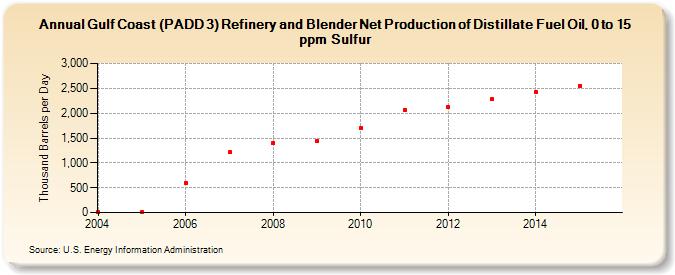 Annual Gulf Coast (PADD 3) Refinery and Blender Net Production of Distillate Fuel Oil, 0 to 15
ppm Sulfur
Thousand Barrels per Day
3,000
2,500
2,000
1,500
1,000
500
0
2004 2006 2008 2010 2012 2014
Source: U.S. Energy Information Administration